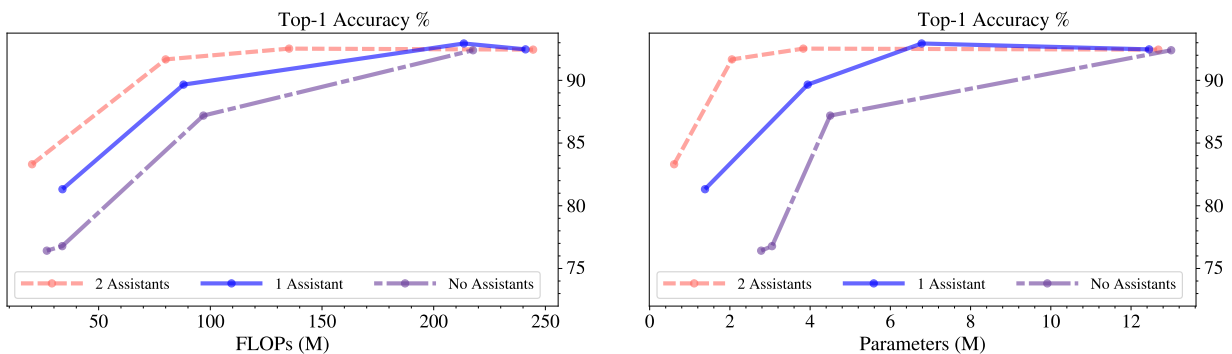 Top-1 Accuracy %
90
85
80
75
2 Assistants 1 Assistant No Assistants
50 100 150 200 250
FLOPs (M)
Top-1 Accuracy %
90
85
80
75
2 Assistants 1 Assistant No Assistants
0 2 4 6 8 10 12
Parameters (M)